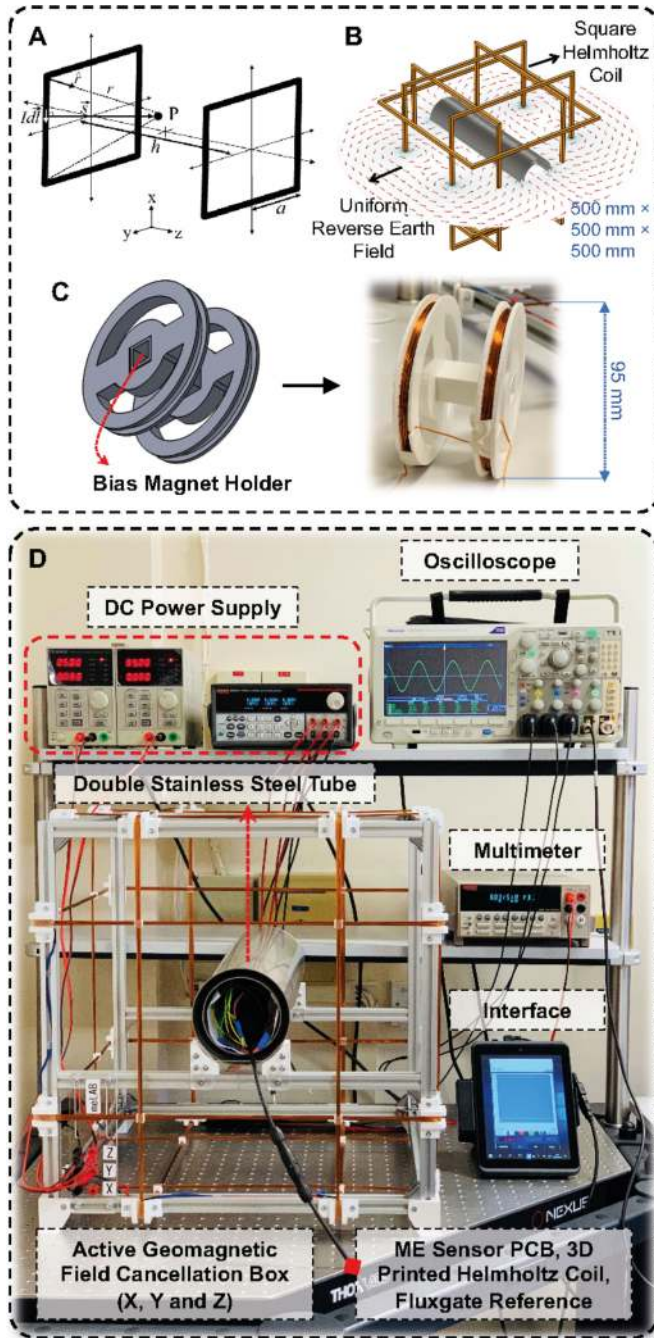 A
r̂
r
P
Idl
s
h
a
x
y
z
B
Square
Helmholtz
Coil
Uniform
Reverse Earth
Field
500 mm ×
500 mm ×
500 mm
C
Bias Magnet Holder
95 mm
D
Oscilloscope
DC Power Supply
Double Stainless Steel Tube
Multimeter
Interface
Z
Y
X
NEXUS
Active Geomagnetic
Field Cancellation Box
(X, Y and Z)
ME Sensor PCB, 3D
Printed Helmholtz Coil,
Fluxgate Reference